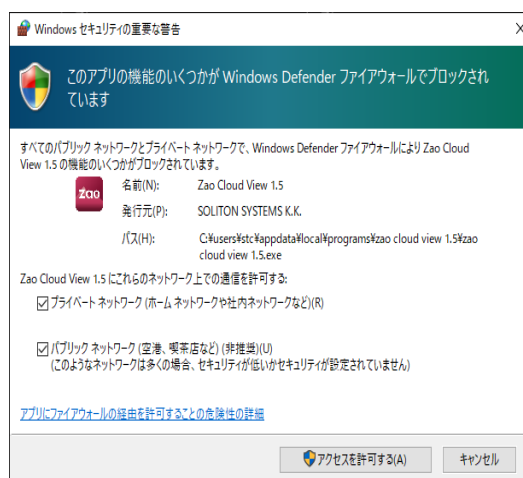 Windows セキュリティの重要な警告
このアプリの機能のいくつかが Windows Defender ファイアウォールでブロックされ
ています
すべてのパブリック ネットワークとプライベート ネットワークで、Windows Defender ファイアウォールにより Zao Cloud
View 1.5 の機能のいくつかがブロックされています。
zao
名前(N): Zao Cloud View 1.5
発行元(P): SOLITON SYSTEMS K.K.
パス(H): C:¥users¥stc¥appdata¥local¥programs¥zao cloud view 1.5¥zao
cloud view 1.5.exe
Zao Cloud View 1.5 にこれらのネットワーク上での通信を許可する:
プライベート ネットワーク (ホーム ネットワークや社内ネットワークなど)(R)
パブリック ネットワーク (空港、喫茶店など) (非推奨)(U)
(このようなネットワークは多くの場合、セキュリティが低いかセキュリティが設定されていません)
アプリにファイアウォールの経由を許可することの危険性の詳細
アクセスを許可する(A) キャンセル